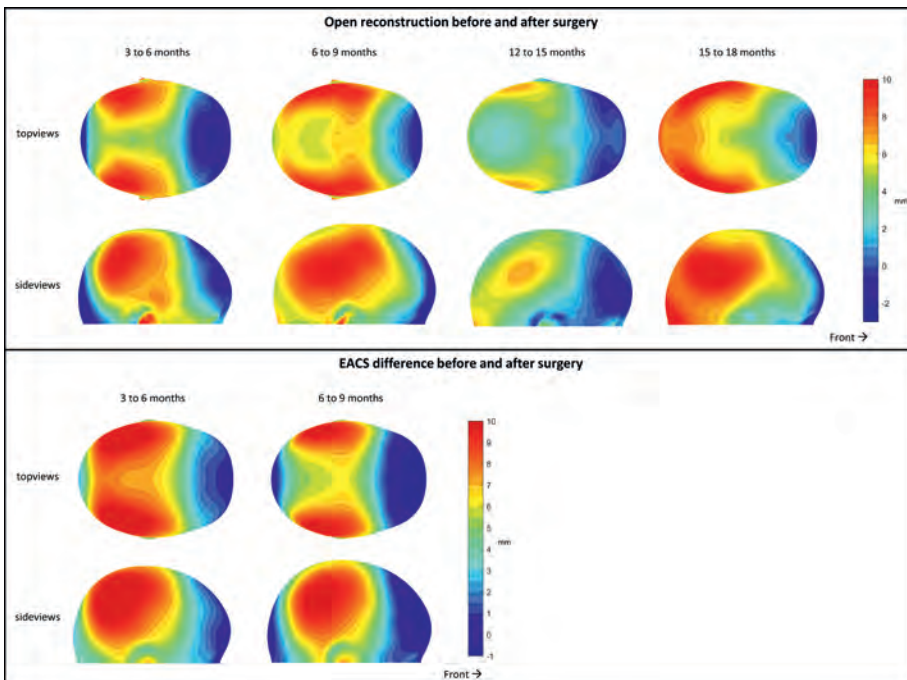 Open reconstruction before and after surgery
3 to 6 months
6 to 9 months
12 to 15 months
15 to 18 months
topviews
sideviews
10
8
6
4
2
0
-2
mm
Front →
EACS difference before and after surgery
3 to 6 months
6 to 9 months
topviews
sideviews
10
9
8
7
6
5
4
3
2
1
0
-1
mm
Front →